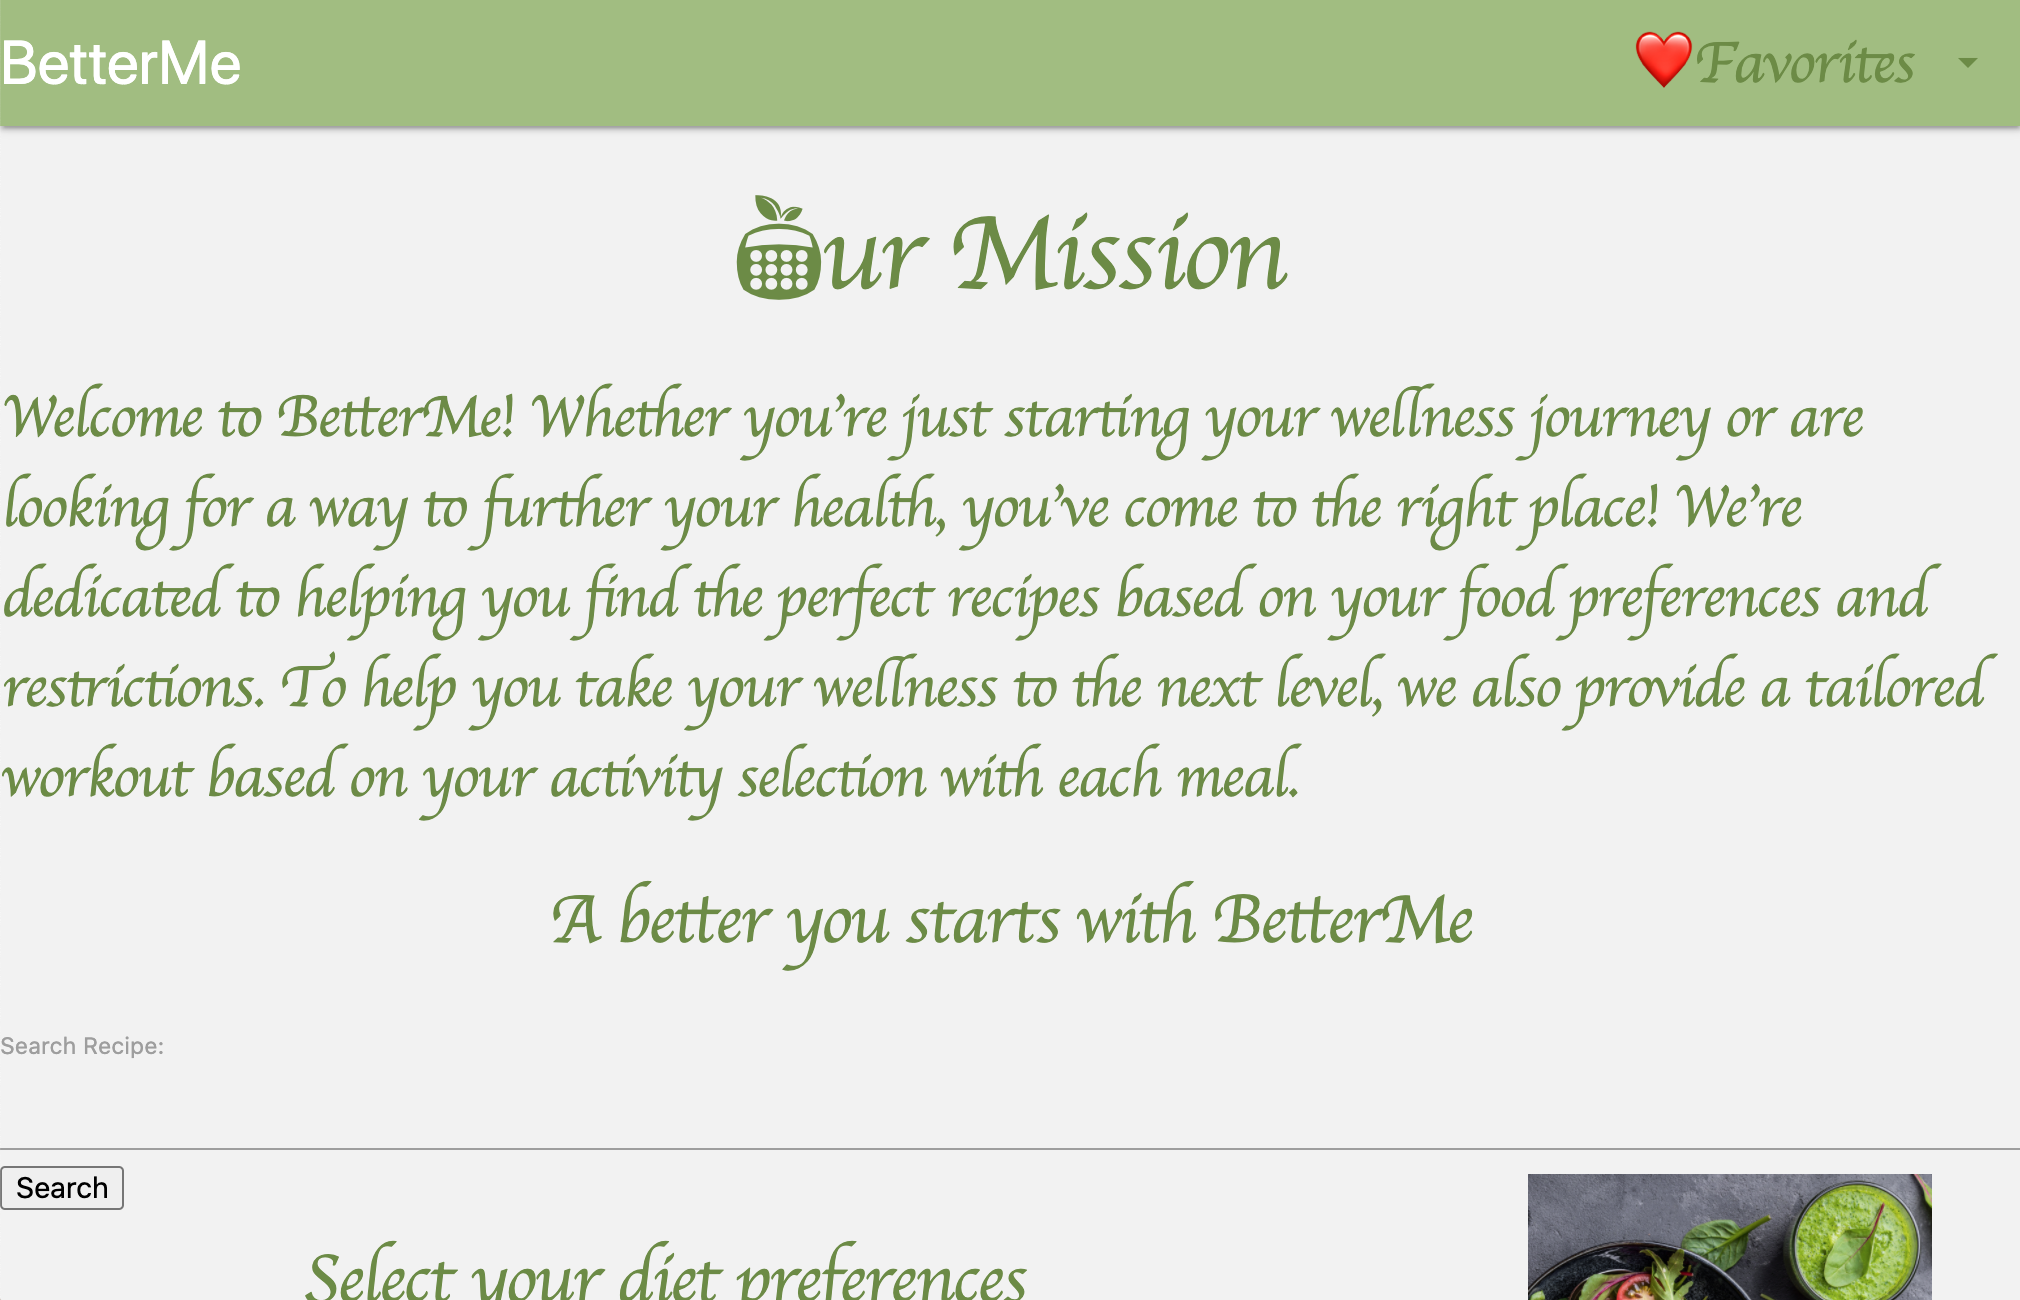 BetterMe
❤️Favorites
Our Mission
Welcome to BetterMe! Whether you're just starting your wellness journey or are
looking for a way to further your health, you've come to the right place! We're
dedicated to helping you find the perfect recipes based on your food preferences and
restrictions. To help you take your wellness to the next level, we also provide a tailored
workout based on your activity selection with each meal.
A better you starts with BetterMe
Search Recipe:
Search
Select your diet preferences